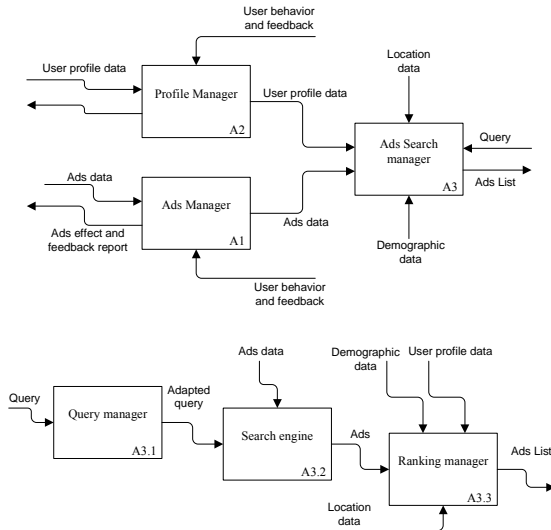 User behavior
and feedback
User profile data
Profile Manager
A2
User profile data
Location
data
Ads Search
manager
A3
Query
Ads List
Ads data
Ads Manager
A1
Ads data
Ads effect and
feedback report
Demographic
data
User behavior
and feedback
Ads data
Demographic
data
User profile data
Query
Query manager
A3.1
Adapted
query
Search engine
A3.2
Ads
Ranking manager
A3.3
Ads List
Location
data